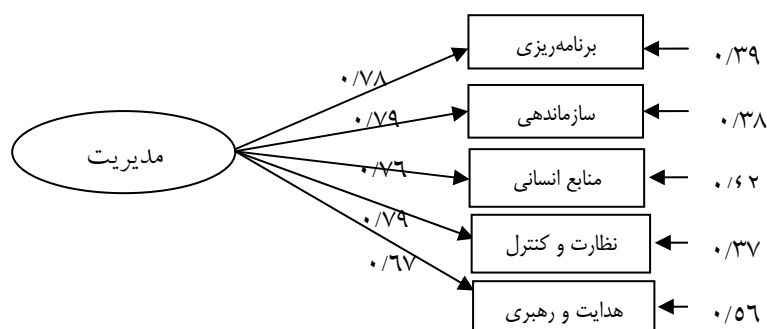 برنامه‌ریزی
۰/۳۹
۰/۷۸
سازماندهی
۰/۳۸
۰/۷۹
مدیریت
منابع انسانی
۰/۴۲
۰/۷۶
نظارت و کنترل
۰/۳۷
۰/۷۹
هدایت و رهبری
۰/۵۶
۰/۶۷